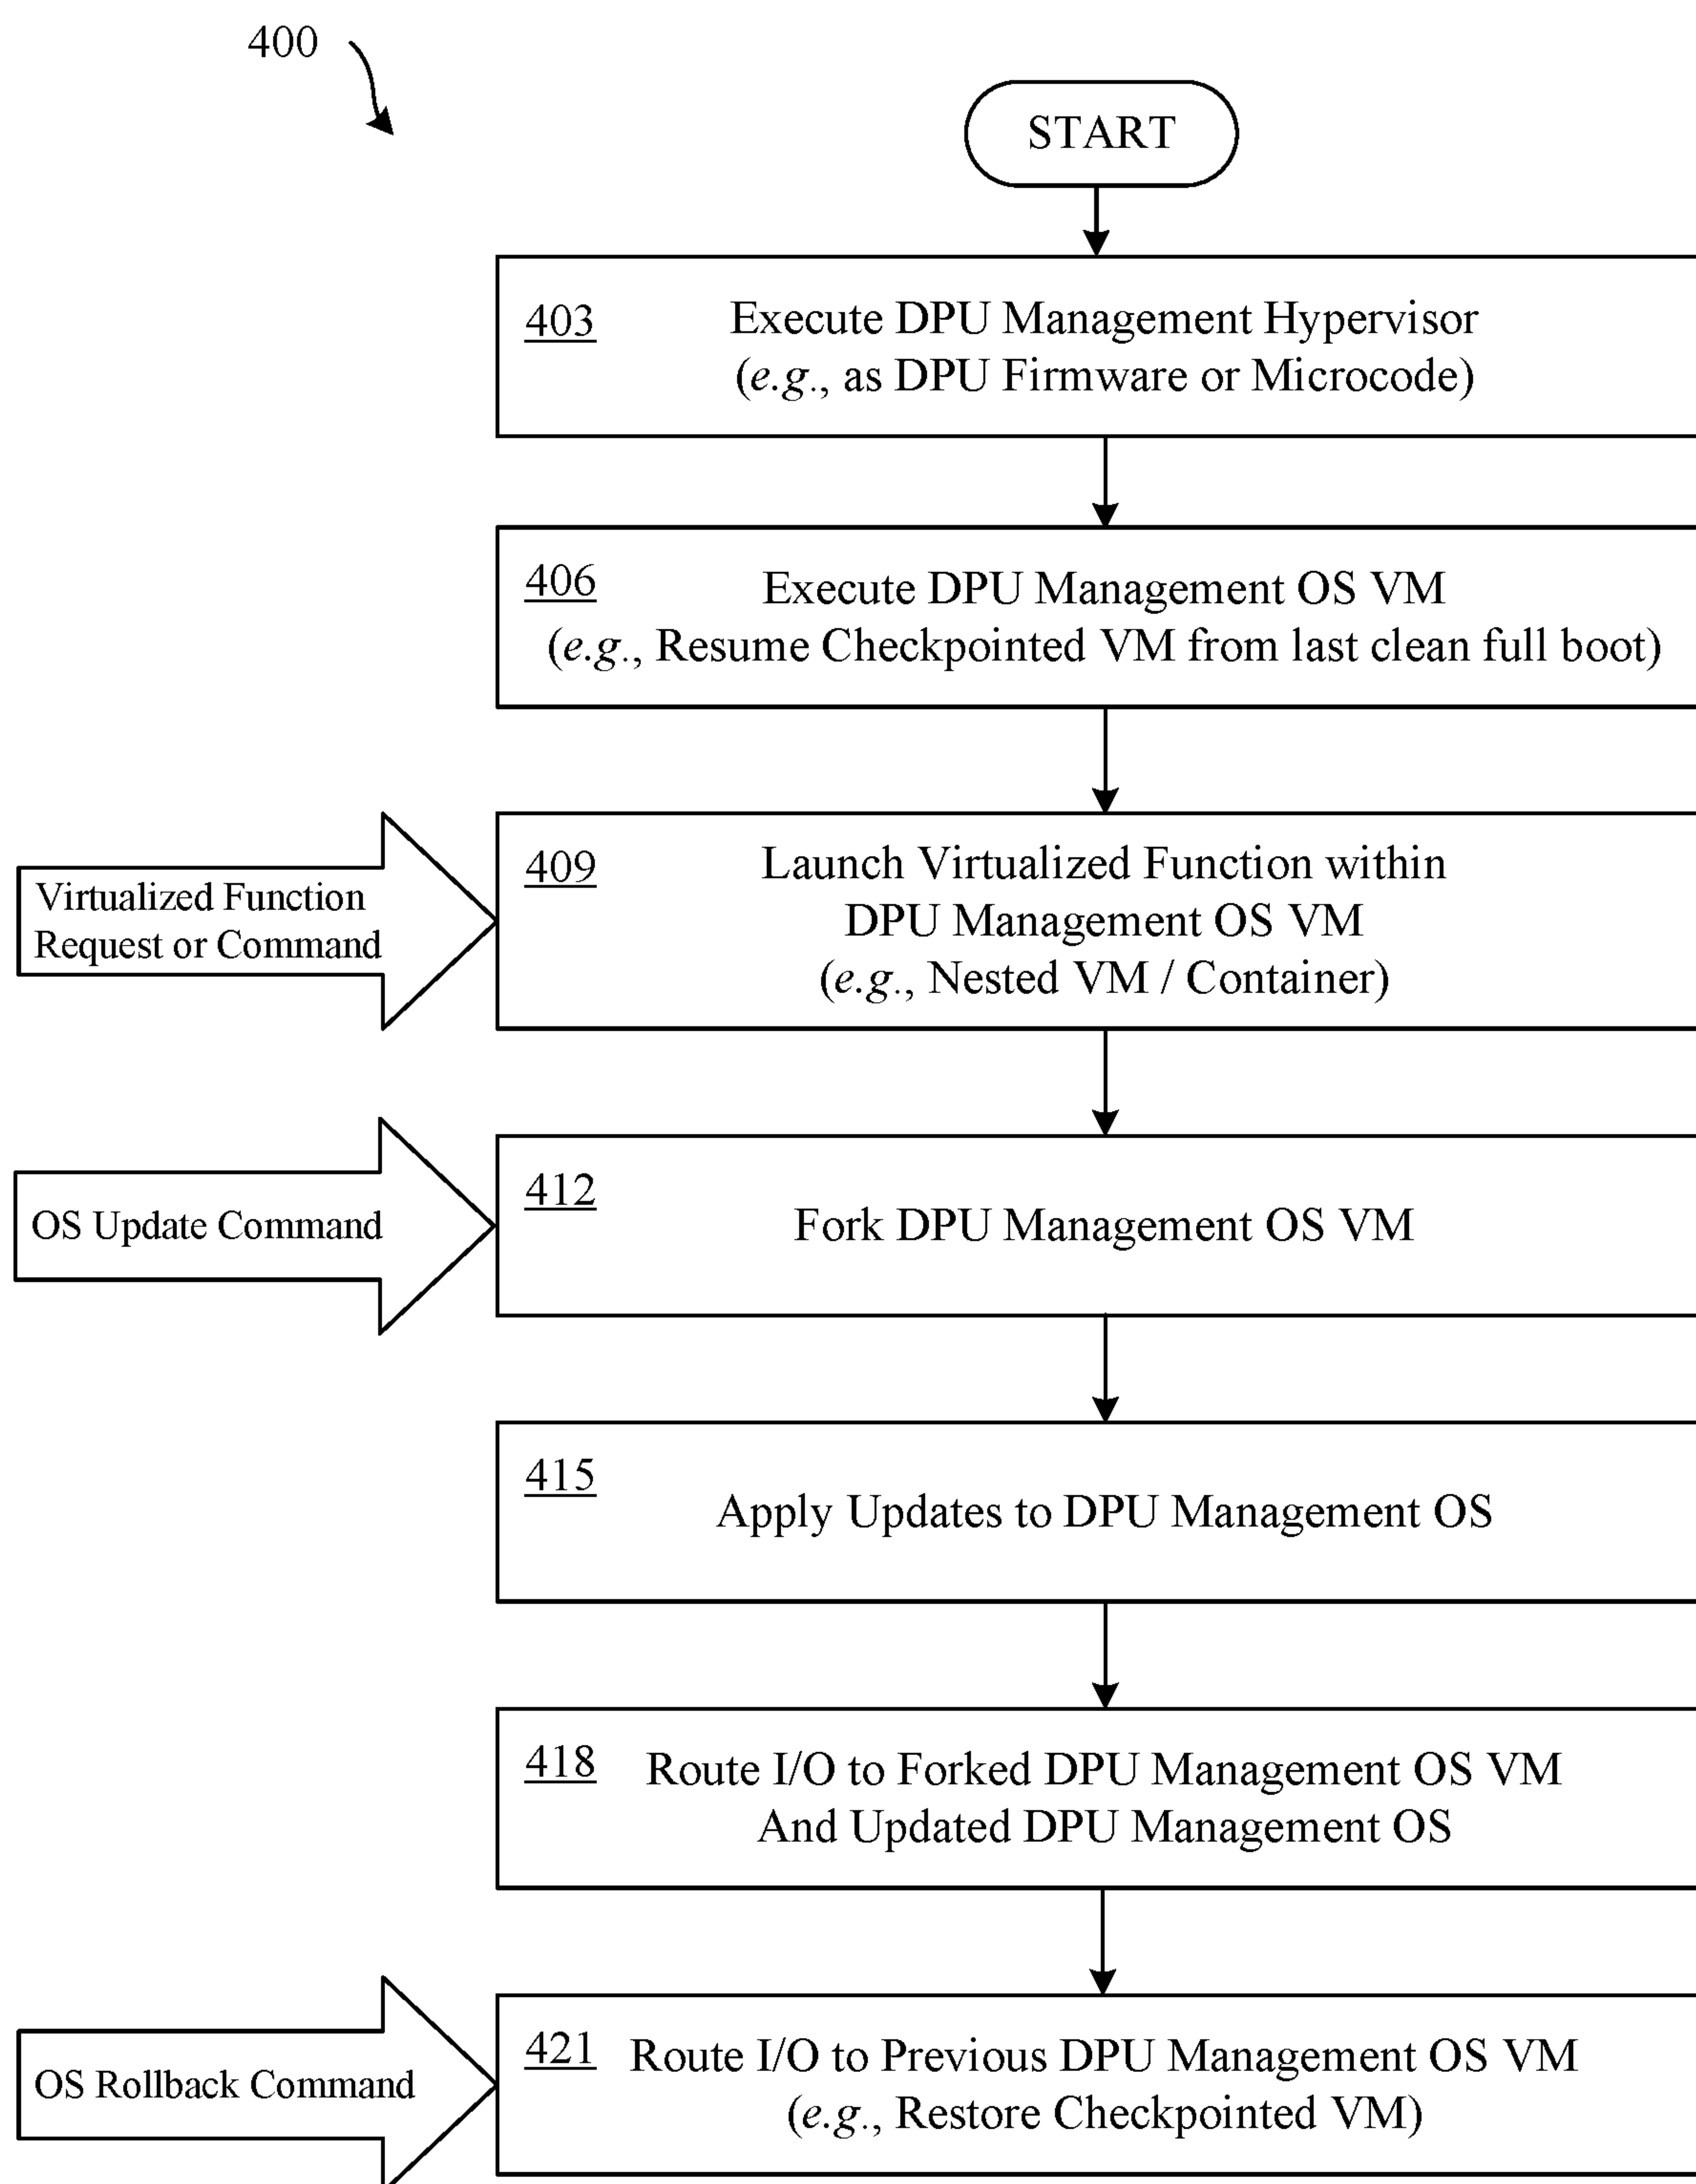 400
START
403
Execute DPU Management Hypervisor
(e.g., as DPU Firmware or Microcode)
406
Execute DPU Management OS VM
(e.g., Resume Checkpointed VM from last clean full boot)
Virtualized Function
Request or Command
409
Launch Virtualized Function within
DPU Management OS VM
(e.g., Nested VM / Container)
OS Update Command
412
Fork DPU Management OS VM
415
Apply Updates to DPU Management OS
418
Route I/O to Forked DPU Management OS VM
And Updated DPU Management OS
OS Rollback Command
421
Route I/O to Previous DPU Management OS VM
(e.g., Restore Checkpointed VM)